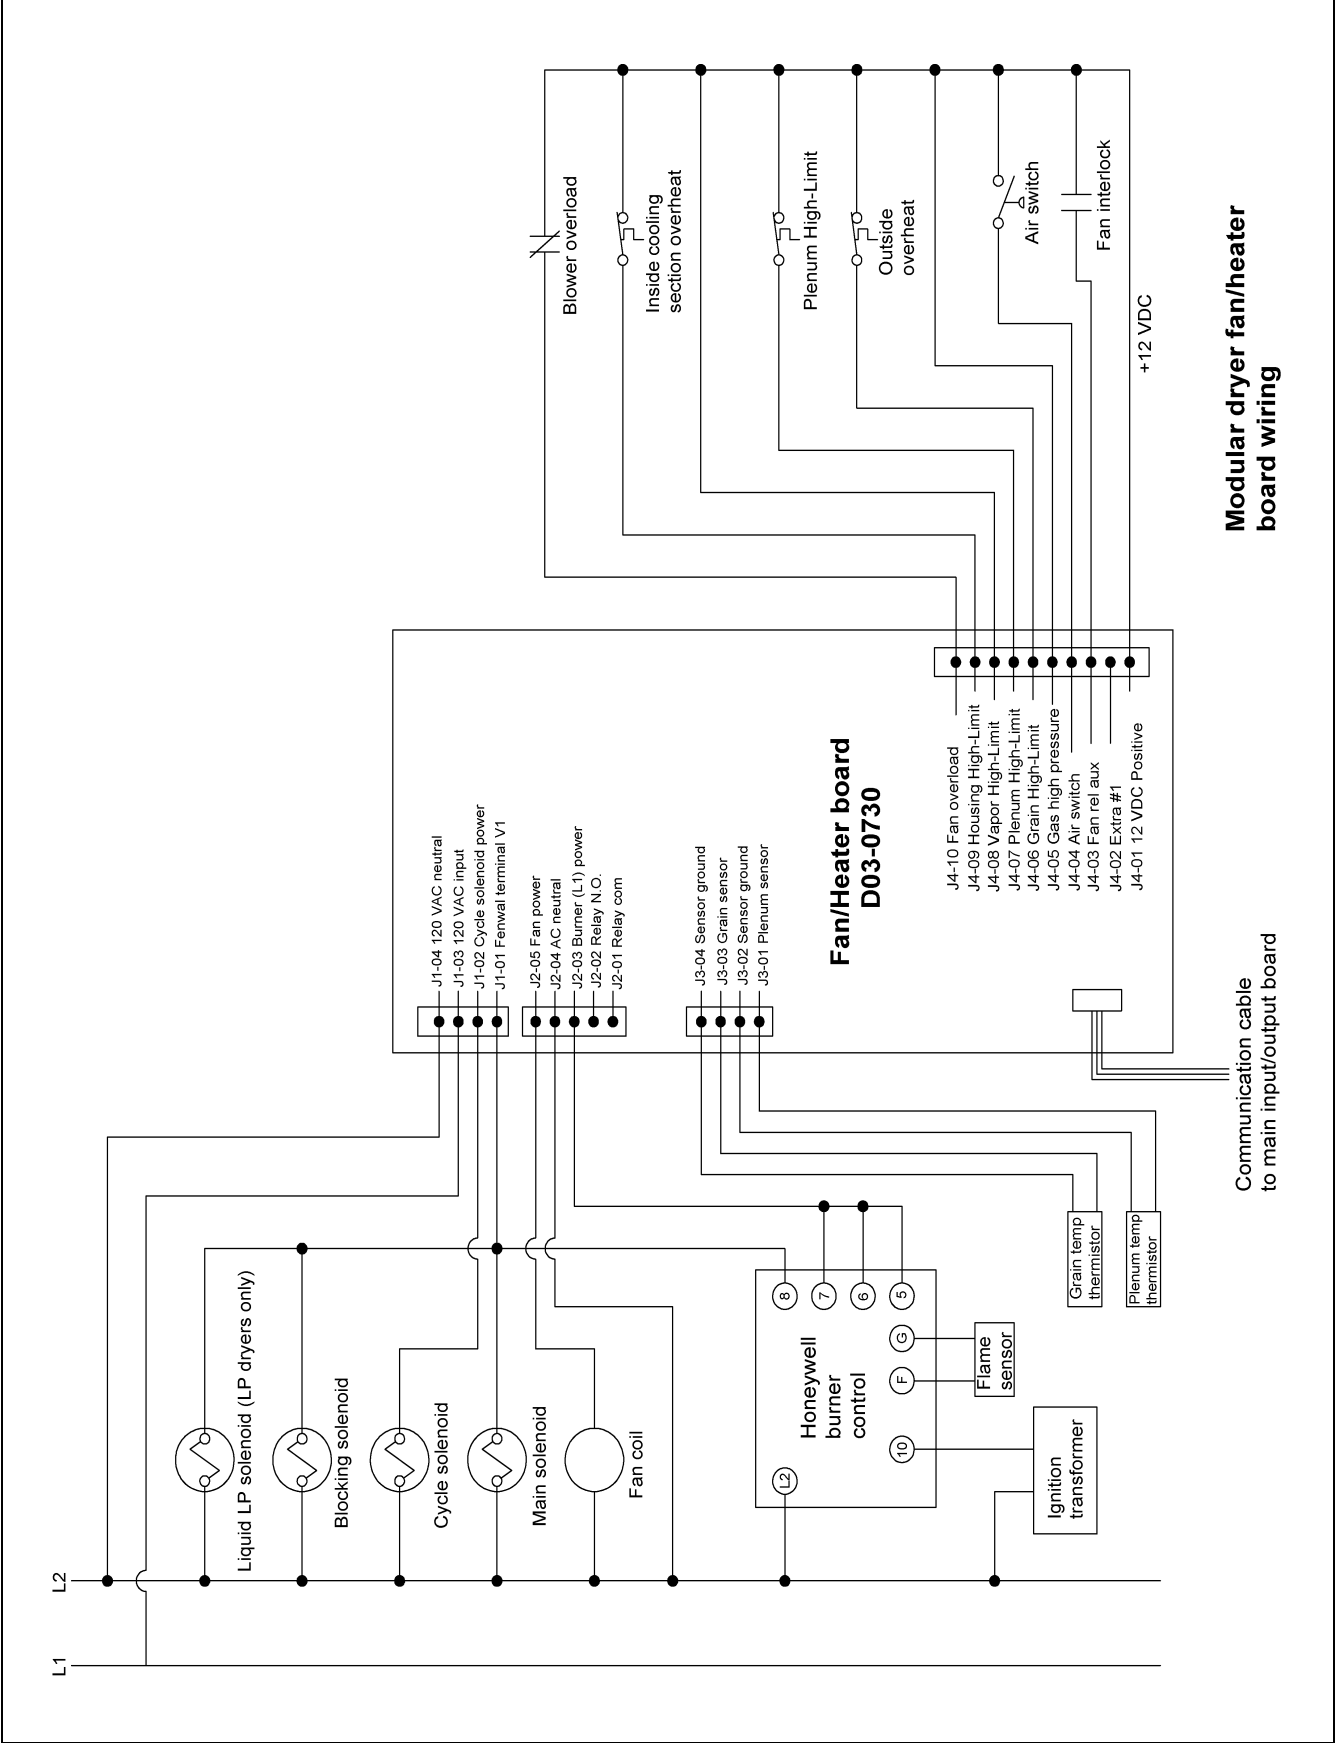 L1
L2
Liquid LP solenoid (LP dryers only)
Blocking solenoid
Cycle solenoid
Main solenoid
Fan coil
L2
8
7
6
5
G
F
10
Honeywell
burner
control
Flame
sensor
Ignition
transformer
Grain temp
thermistor
Plenum temp
thermistor
Communication cable
to main input/output board
J1-04 120 VAC neutral
J1-03 120 VAC input
J1-02 Cycle solenoid power
J1-01 Fenwal terminal V1
J2-05 Fan power
J2-04 AC neutral
J2-03 Burner (L1) power
J2-02 Relay N.O.
J2-01 Relay com
J3-04 Sensor ground
J3-03 Grain sensor
J3-02 Sensor ground
J3-01 Plenum sensor
Fan/Heater board
D03-0730
J4-10 Fan overload
J4-09 Housing High-Limit
J4-08 Vapor High-Limit
J4-07 Plenum High-Limit
J4-06 Grain High-Limit
J4-05 Gas high pressure
J4-04 Air switch
J4-03 Fan rel aux
J4-02 Extra #1
J4-01 12 VDC Positive
Blower overload
Inside cooling
section overheat
Plenum High-Limit
Outside
overheat
Air switch
Fan interlock
+12 VDC
Modular dryer fan/heater
board wiring